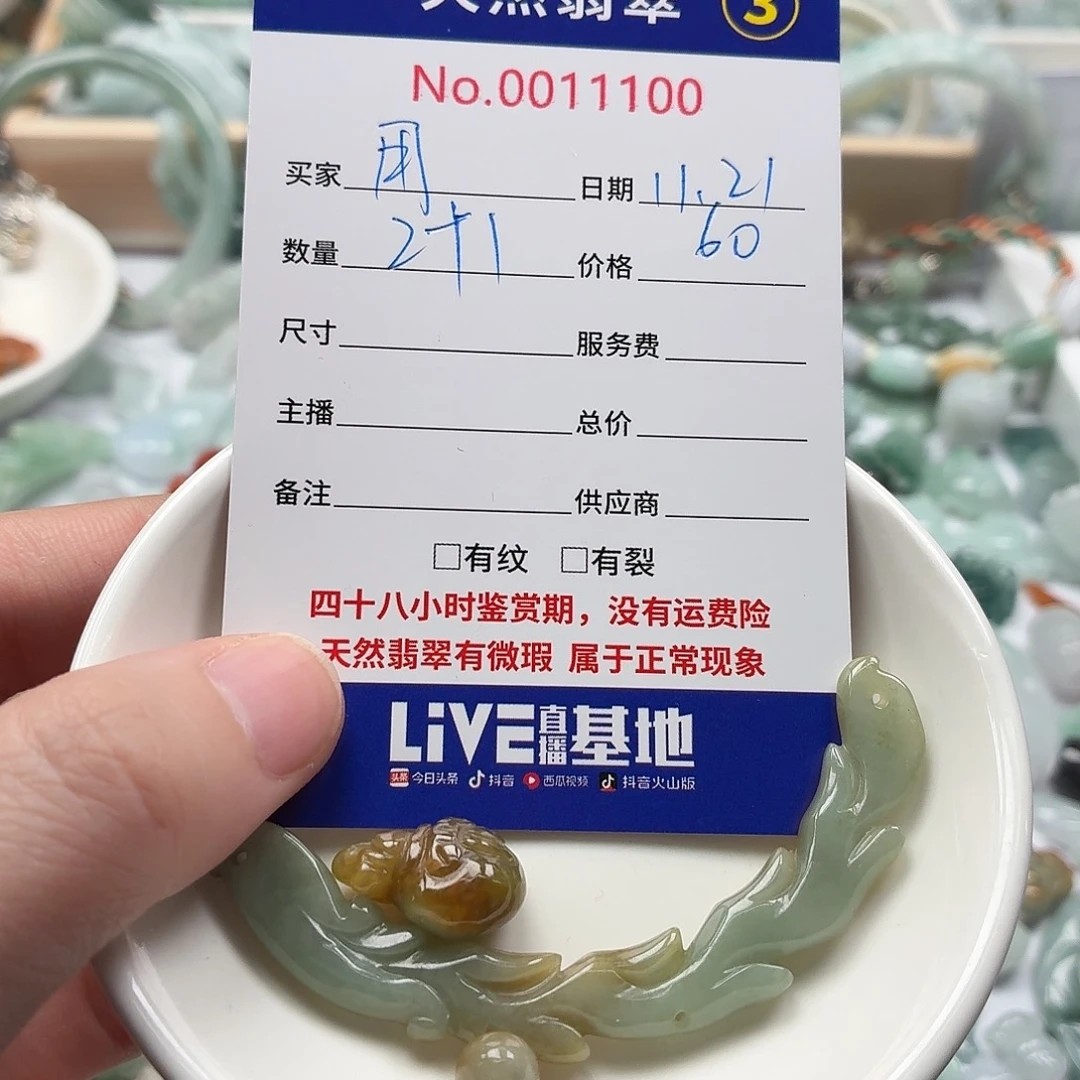 天然翡翠 3
No.0011100
买家 用 日期 11.21
数量 2+1 价格 60
尺寸 服务费
主播 总价
备注 供应商
□有纹 □有裂
四十八小时鉴赏期，没有运费险
天然翡翠有微瑕 属于正常现象
LiVE直播基地
头条 今日头条 抖音 西瓜视频 抖音火山版